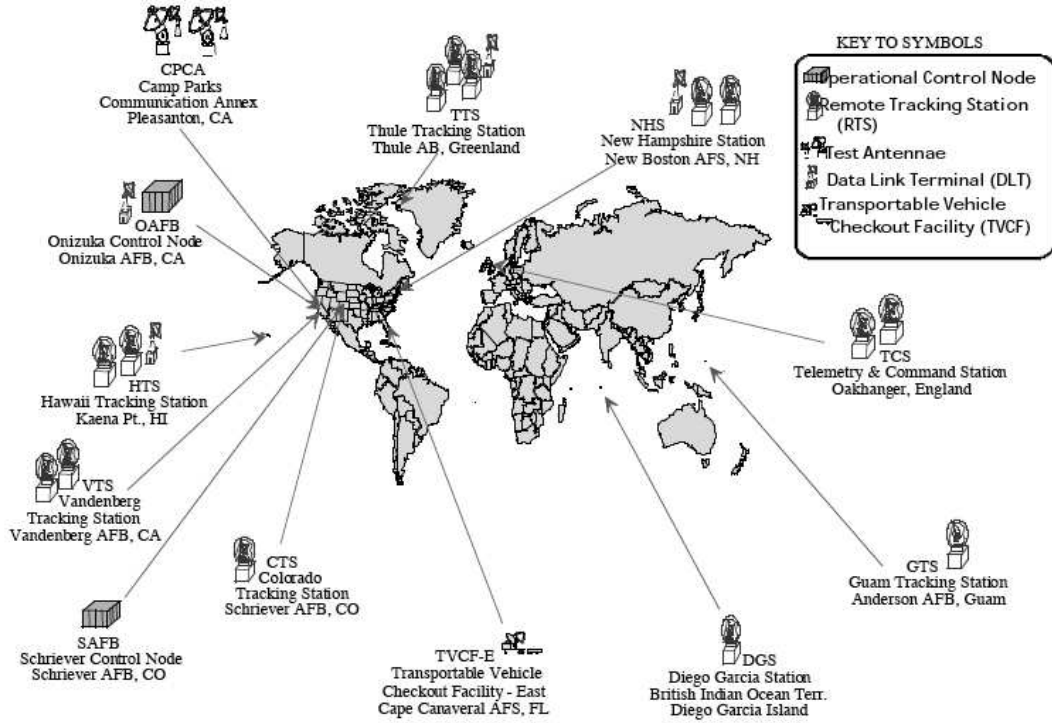 CPCA
Camp Parks
Communication Annex
Pleasanton, CA
TTS
Thule Tracking Station
Thule AB, Greenland
NHS
New Hampshire Station
New Boston AFS, NH
KEY TO SYMBOLS
Operational Control Node
Remote Tracking Station
(RTS)
Test Antennae
Data Link Terminal (DLT)
Transportable Vehicle
Checkout Facility (TVCF)
OAFB
Onizuka Control Node
Onizuka AFB, CA
HTS
Hawaii Tracking Station
Kaena Pt., HI
TCS
Telemetry & Command Station
Oakhanger, England
VTS
Vandenberg
Tracking Station
Vandenberg AFB, CA
CTS
Colorado
Tracking Station
Schriever AFB, CO
GTS
Guam Tracking Station
Anderson AFB, Guam
SAFB
Schriever Control Node
Schriever AFB, CO
TVCF-E
Transportable Vehicle
Checkout Facility - East
Cape Canaveral AFS, FL
DGS
Diego Garcia Station
British Indian Ocean Terr.
Diego Garcia Island